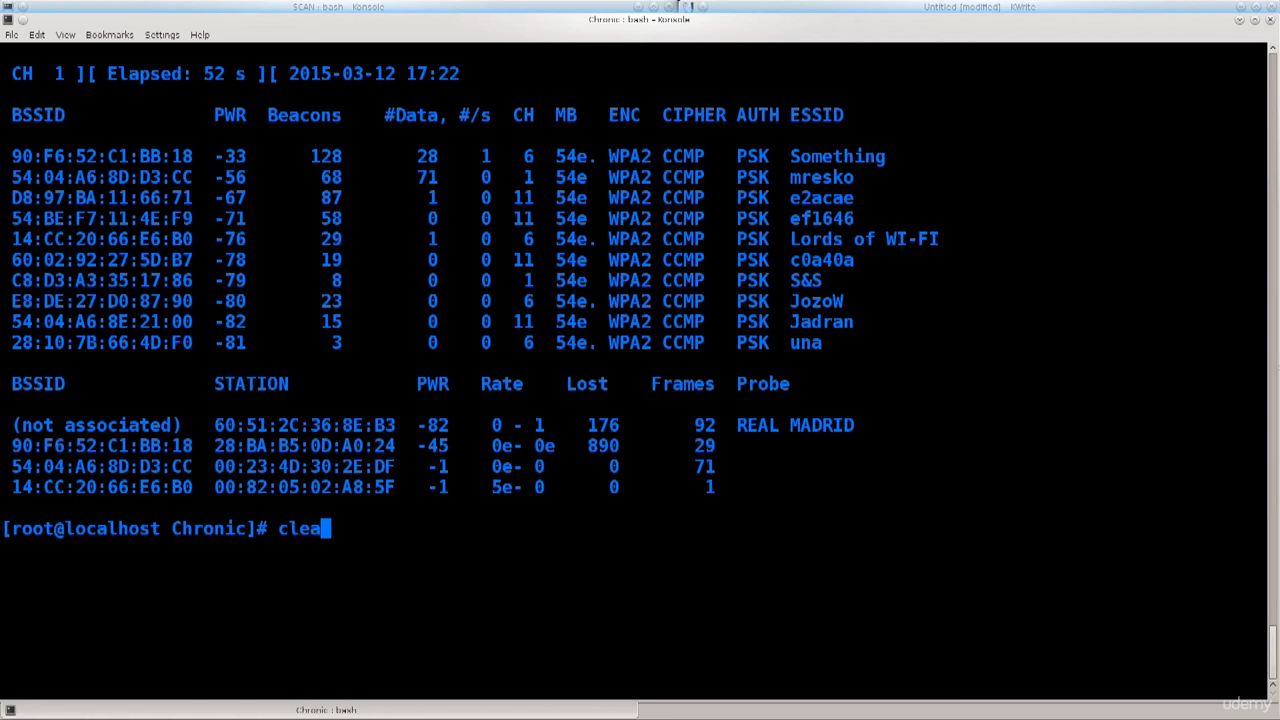 SCAN : bash - Konsole Untitled [modified] - KWrite
Chronic : bash - Konsole
File Edit View Bookmarks Settings Help
CH 1 ][ Elapsed: 52 s ][ 2015-03-12 17:22
BSSID PWR Beacons #Data, #/s CH MB ENC CIPHER AUTH ESSID
90:F6:52:C1:BB:18 -33 128 28 1 6 54e. WPA2 CCMP PSK Something
54:04:A6:8D:D3:CC -56 68 71 0 1 54e WPA2 CCMP PSK mresko
D8:97:BA:11:66:71 -67 87 1 0 11 54e WPA2 CCMP PSK e2acae
54:BE:F7:11:4E:F9 -71 58 0 0 11 54e WPA2 CCMP PSK ef1646
14:CC:20:66:E6:B0 -76 29 1 0 6 54e. WPA2 CCMP PSK Lords of WI-FI
60:02:92:27:5D:B7 -78 19 0 0 11 54e WPA2 CCMP PSK c0a40a
C8:D3:A3:35:17:86 -79 8 0 0 1 54e WPA2 CCMP PSK S&S
E8:DE:27:D0:87:90 -80 23 0 0 6 54e. WPA2 CCMP PSK JozoW
54:04:A6:8E:21:00 -82 15 0 0 11 54e WPA2 CCMP PSK Jadran
28:10:7B:66:4D:F0 -81 3 0 0 6 54e. WPA2 CCMP PSK una
BSSID STATION PWR Rate Lost Frames Probe
(not associated) 60:51:2C:36:8E:B3 -82 0 - 1 176 92 REAL MADRID
90:F6:52:C1:BB:18 28:BA:B5:0D:A0:24 -45 0e- 0e 890 29
54:04:A6:8D:D3:CC 00:23:4D:30:2E:DF -1 0e- 0 0 71
14:CC:20:66:E6:B0 00:82:05:02:A8:5F -1 5e- 0 0 1
[root@localhost Chronic]# clea
Chronic : bash
udemy